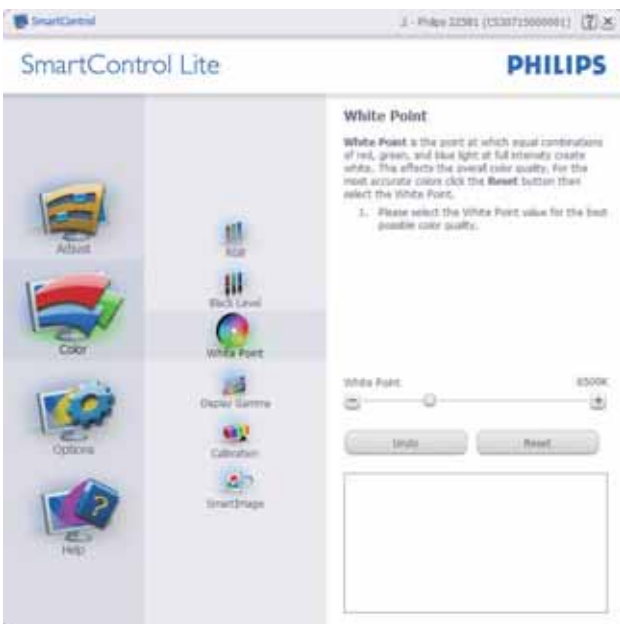 SmartControl
SmartControl Lite
PHILIPS
Adjust
Color
Options
Help
RGB
Black Level
White Point
Display Gamma
Calibration
SmartImage
White Point
White Point is the point at which equal combinations
of red, green, and blue light at full intensity create
white. This effects the overall color quality. For the
most accurate colors click the Reset button then
select the White Point.
1. Please select the White Point value for the best
possible color quality.
White Point 6500K
Undo Reset